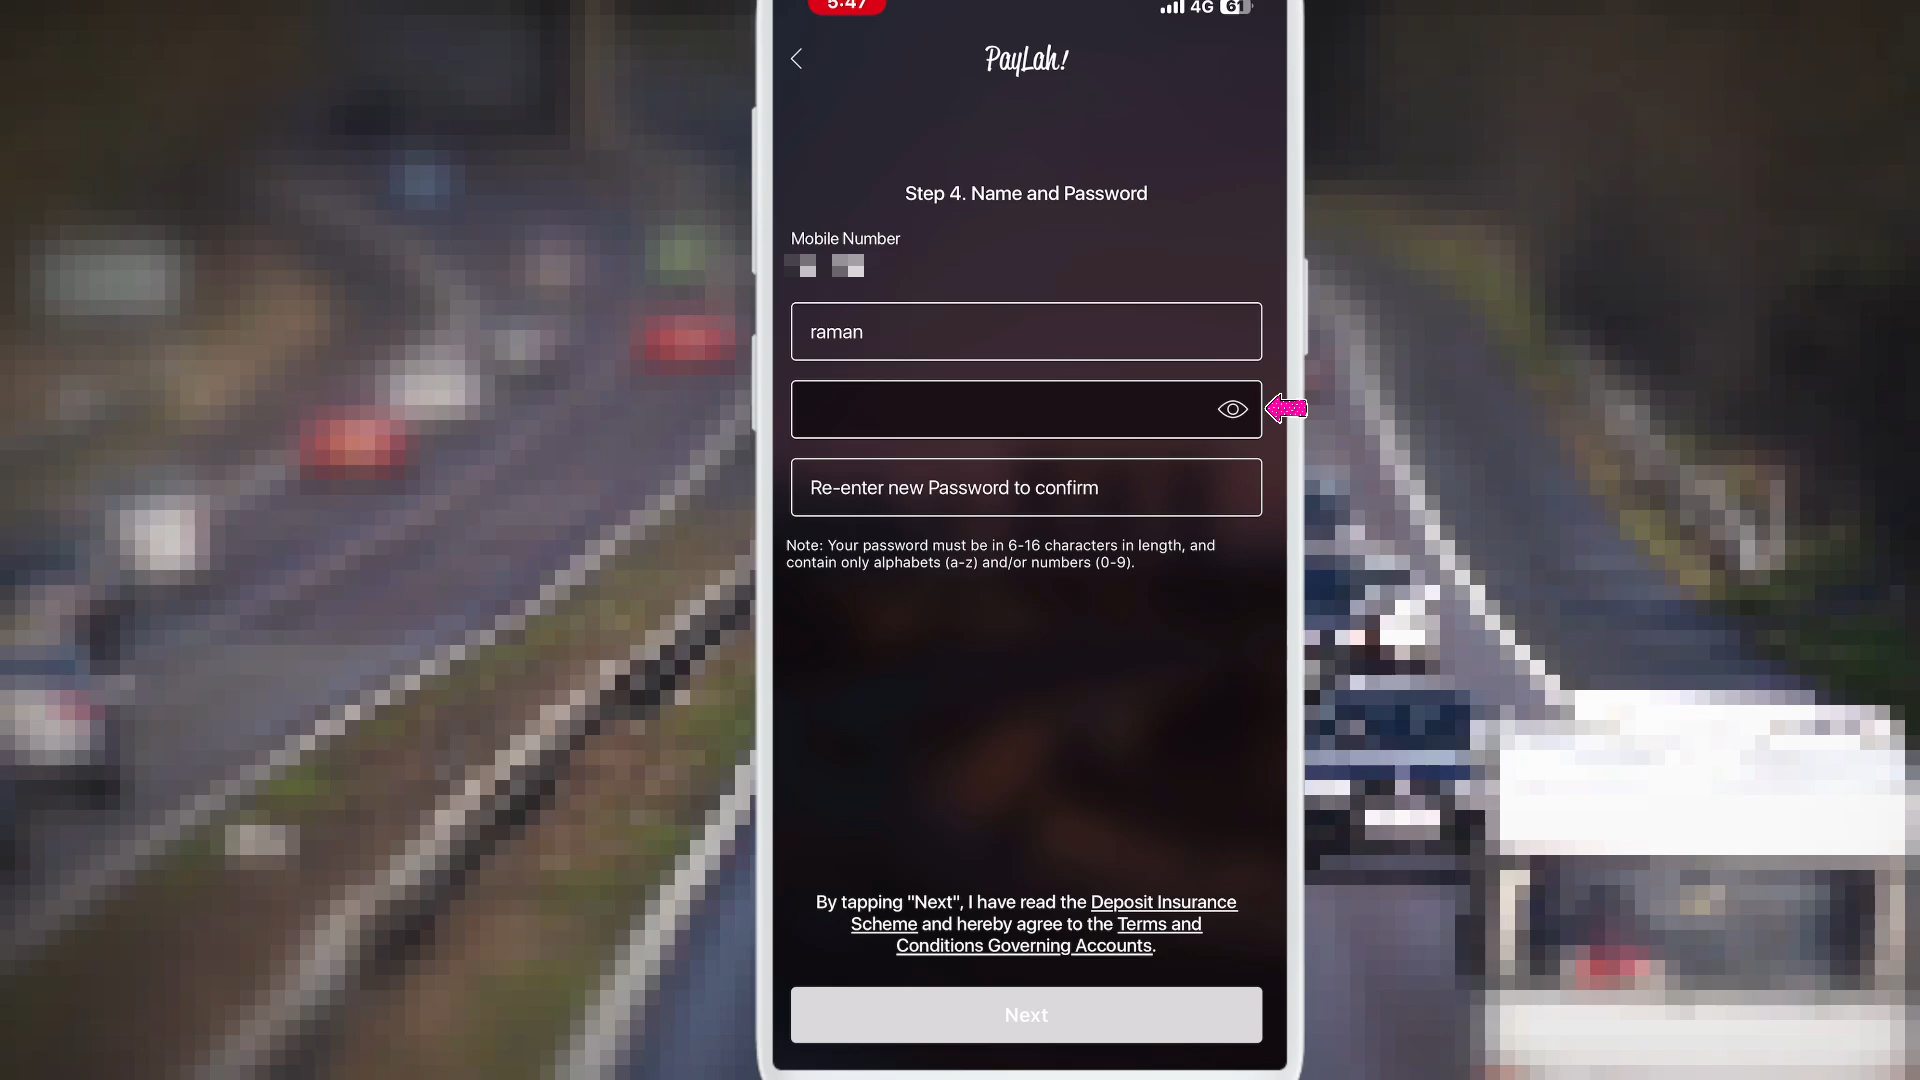 5:47
4G 61
PayLah!
Step 4. Name and Password
Mobile Number
raman
Re-enter new Password to confirm
Note: Your password must be in 6-16 characters in length, and
contain only alphabets (a-z) and/or numbers (0-9).
By tapping "Next", I have read the Deposit Insurance
Scheme and hereby agree to the Terms and
Conditions Governing Accounts.
Next